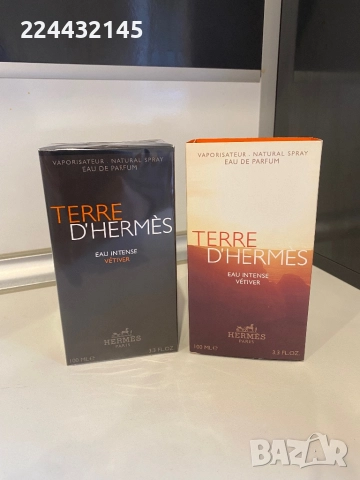 224432145
VAPORISATEUR . NATURAL SPRAY
EAU DE PARFUM
TERRE
D'HERMÈS
EAU INTENSE
VÉTIVER
HERMÈS
PARIS
100 ML℮ 3.3 FL.OZ
VAPORISATEUR . NATURAL SPRAY
EAU DE PARFUM
TERRE
D'HERMÈS
EAU INTENSE
VÉTIVER
HERMÈS
PARIS
100 ML℮ 3.3 FL.OZ
BAZAR